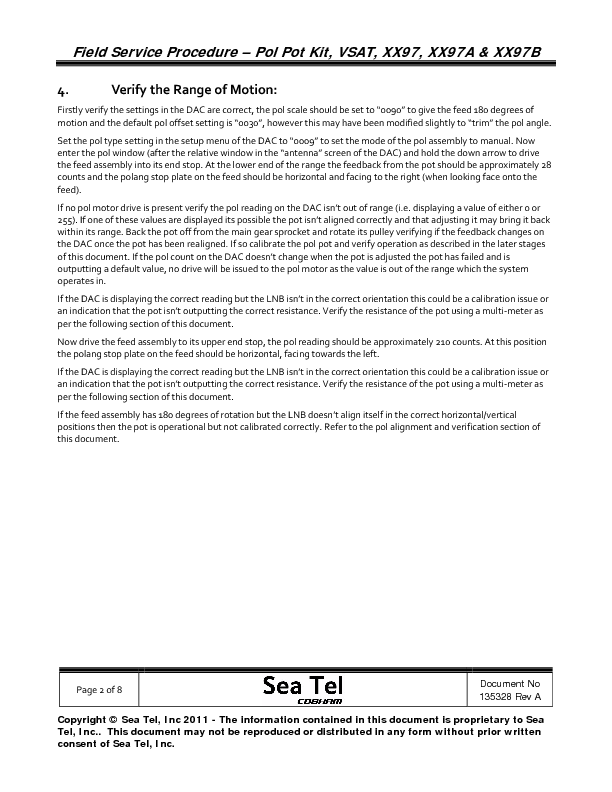 Field Service Procedure – Pol Pot Kit, VSAT, XX97, XX97A & XX97B
4. Verify the Range of Motion:
Firstly verify the settings in the DAC are correct, the pol scale should be set to "0090" to give the feed 180 degrees of
motion and the default pol offset setting is "0030", however this may have been modified slightly to "trim" the pol angle.
Set the pol type setting in the setup menu of the DAC to "0009" to set the mode of the pol assembly to manual. Now
enter the pol window (after the relative window in the "antenna" screen of the DAC) and hold the down arrow to drive
the feed assembly into its end stop. At the lower end of the range the feedback from the pot should be approximately 28
counts and the polang stop plate on the feed should be horizontal and facing to the right (when looking face onto the
feed).
If no pol motor drive is present verify the pol reading on the DAC isn't out of range (i.e. displaying a value of either 0 or
255). If one of these values are displayed its possible the pot isn't aligned correctly and that adjusting it may bring it back
within its range. Back the pot off from the main gear sprocket and rotate its pulley verifying if the feedback changes on
the DAC once the pot has been realigned. If so calibrate the pol pot and verify operation as described in the later stages
of this document. If the pol count on the DAC doesn't change when the pot is adjusted the pot has failed and is
outputting a default value, no drive will be issued to the pol motor as the value is out of the range which the system
operates in.
If the DAC is displaying the correct reading but the LNB isn't in the correct orientation this could be a calibration issue or
an indication that the pot isn't outputting the correct resistance. Verify the resistance of the pot using a multi-meter as
per the following section of this document.
Now drive the feed assembly to its upper end stop, the pol reading should be approximately 210 counts. At this position
the polang stop plate on the feed should be horizontal, facing towards the left.
If the DAC is displaying the correct reading but the LNB isn't in the correct orientation this could be a calibration issue or
an indication that the pot isn't outputting the correct resistance. Verify the resistance of the pot using a multi-meter as
per the following section of this document.
If the feed assembly has 180 degrees of rotation but the LNB doesn't align itself in the correct horizontal/vertical
positions then the pot is operational but not calibrated correctly. Refer to the pol alignment and verification section of
this document.
Page 2 of 8
Sea Tel
COBHAM
Document No
135328 Rev A
Copyright © Sea Tel, Inc 2011 - The information contained in this document is proprietary to Sea
Tel, Inc.. This document may not be reproduced or distributed in any form without prior written
consent of Sea Tel, Inc.